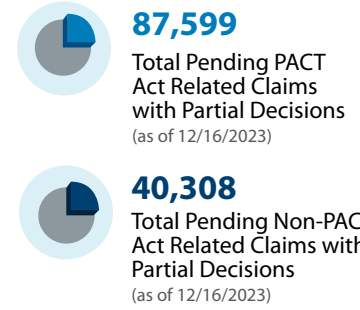 87,599
Total Pending PACT
Act Related Claims
with Partial Decisions
(as of 12/16/2023)
40,308
Total Pending Non-PAC
Act Related Claims with
Partial Decisions
(as of 12/16/2023)